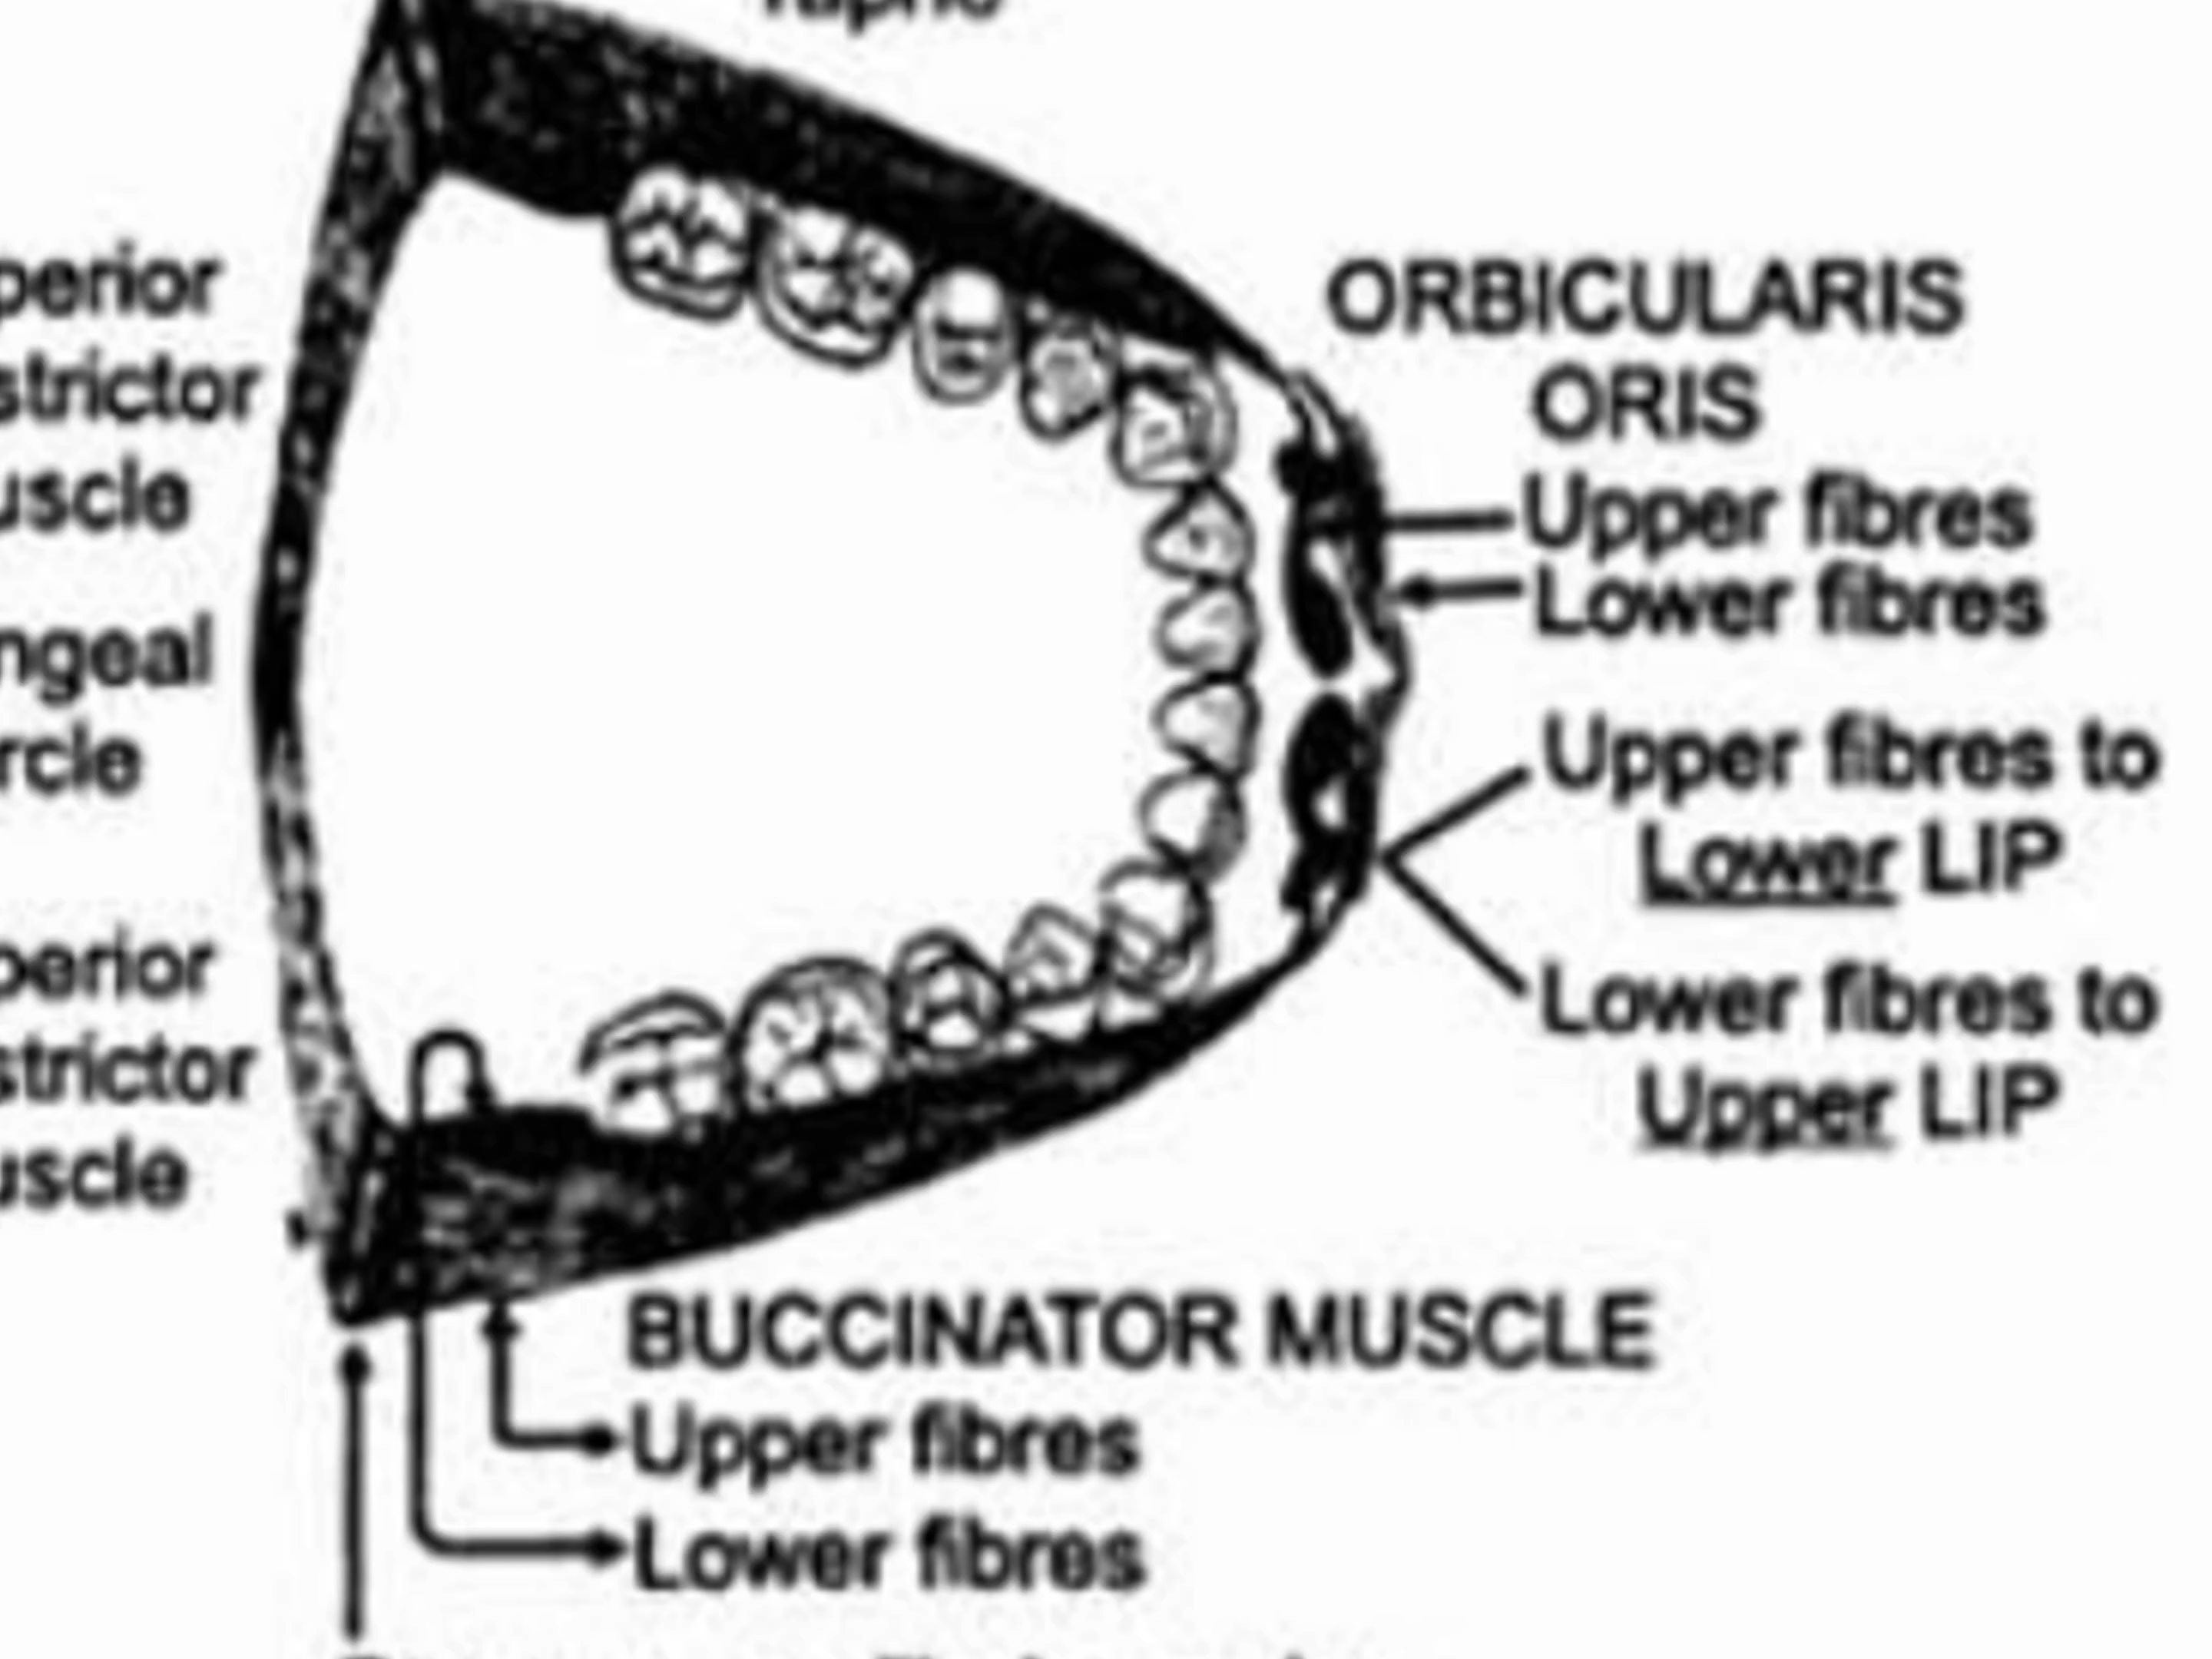 perior
strictor
uscle
ngeal
rcle
perior
strictor
uscle
ORBICULARIS
ORIS
Upper fibres
Lower fibres
Upper fibres to
Lower LIP
Lower fibres to
Upper LIP
BUCCINATOR MUSCLE
Upper fibres
Lower fibres